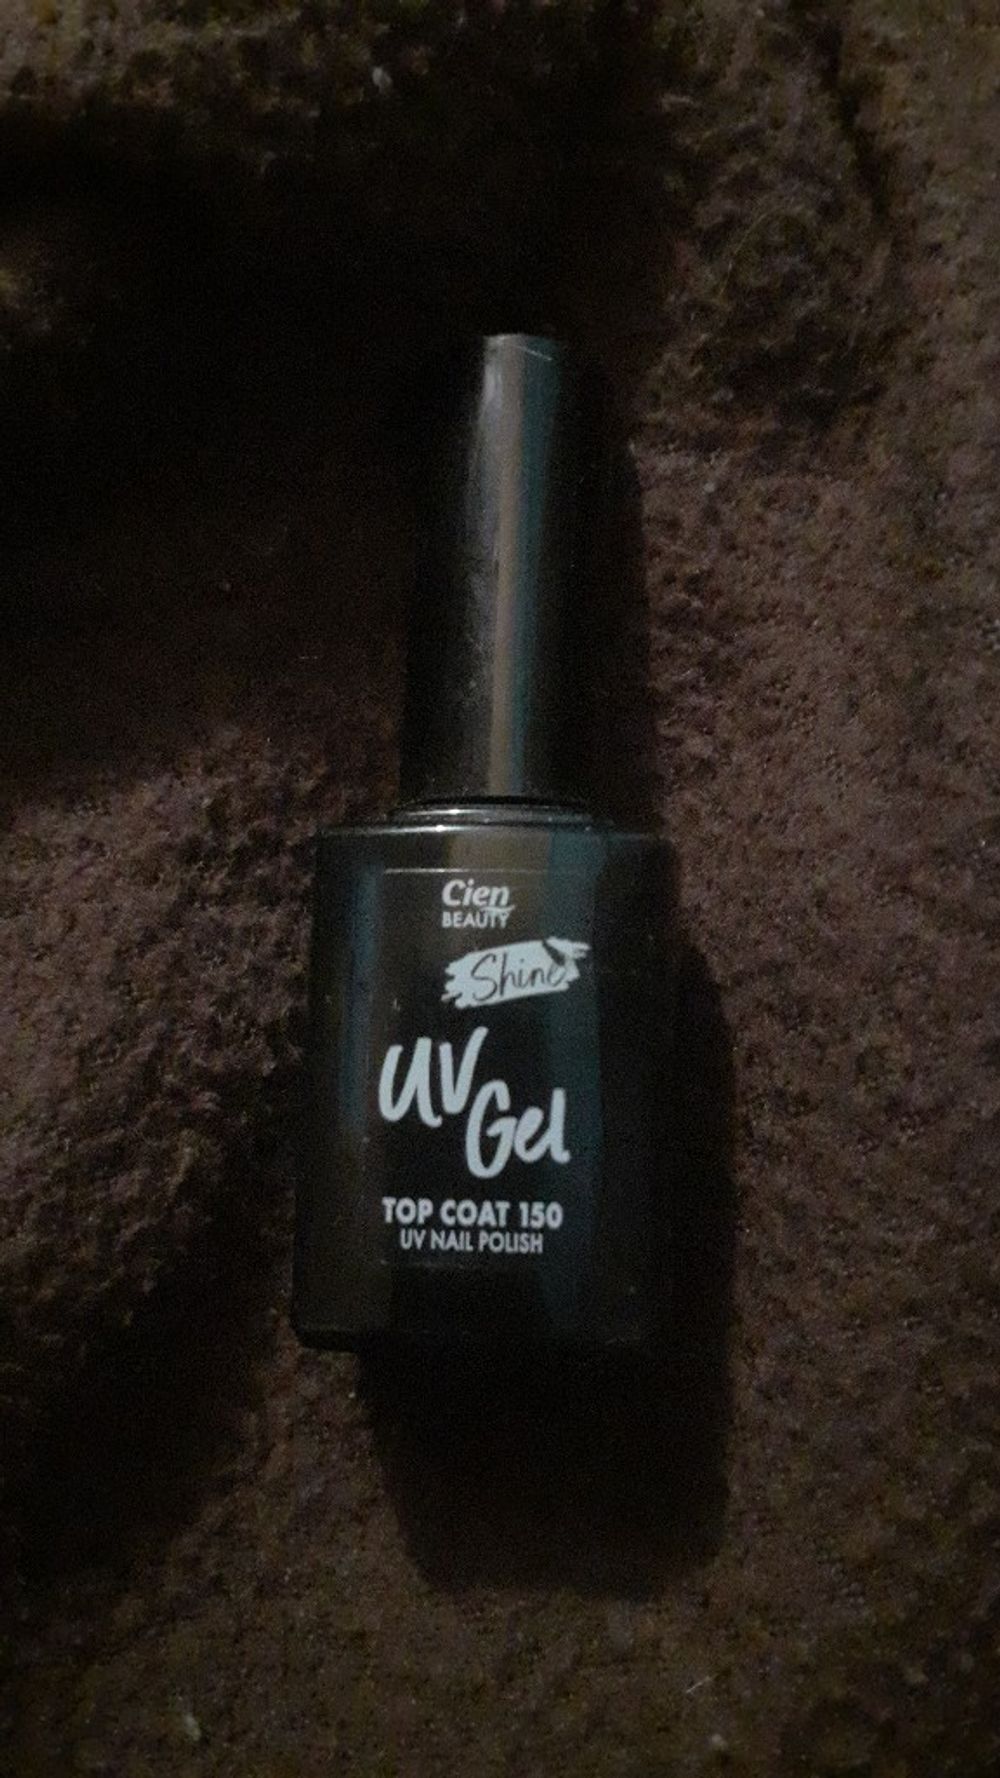 Cien
BEAUTY
Shine
UV
Gel
TOP COAT 150
UV NAIL POLISH